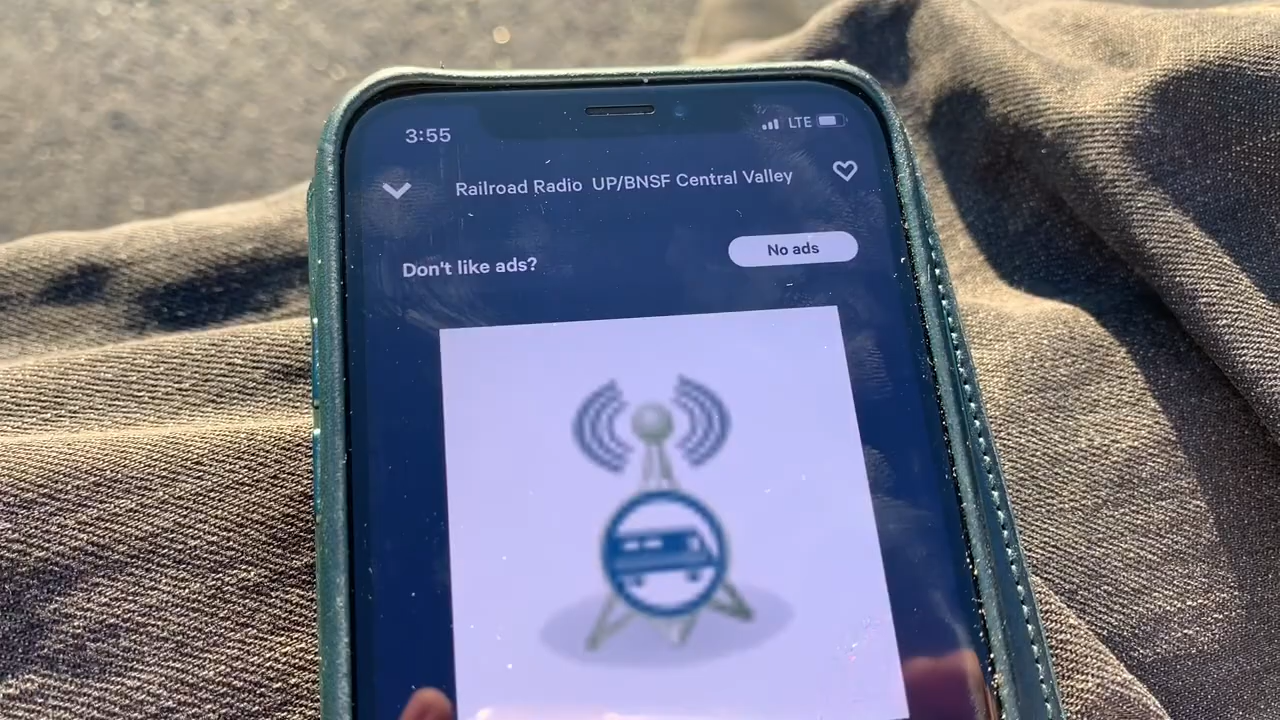 3:55
LTE
Railroad Radio UP/BNSF Central Valley
Don't like ads?
No ads